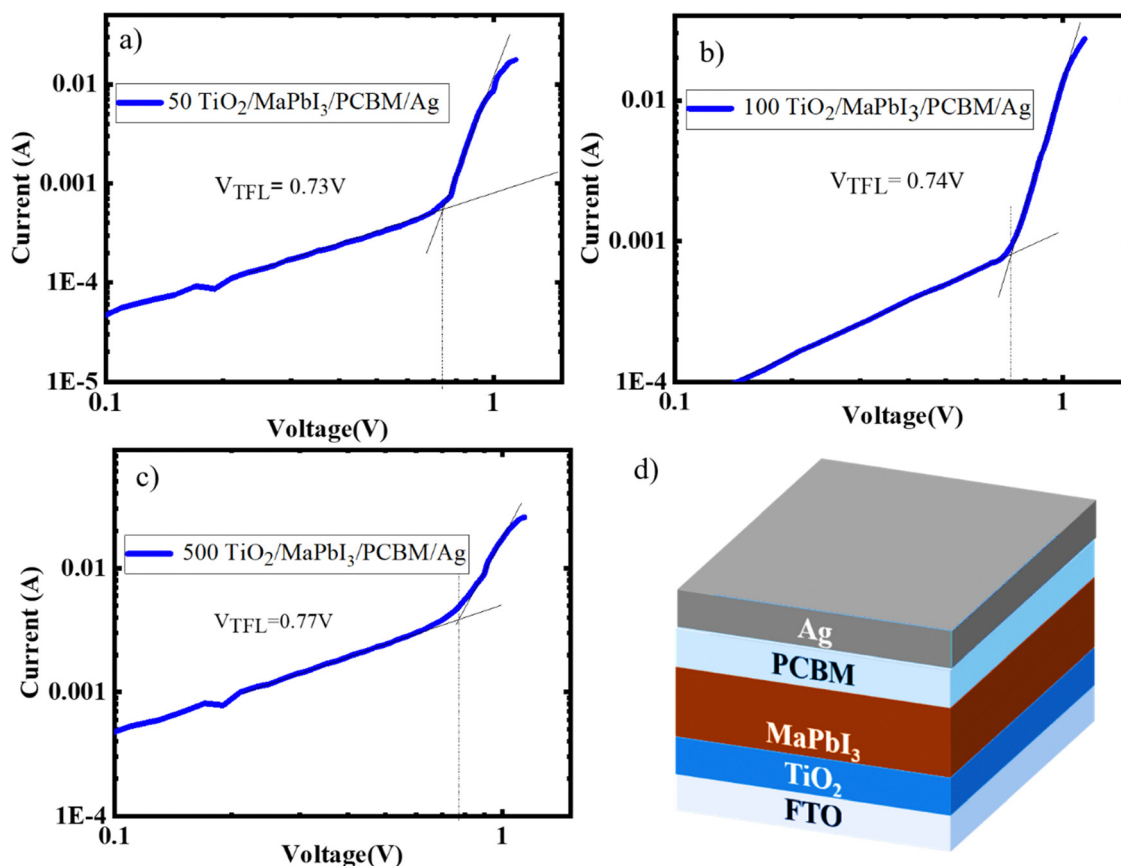 a)
0.01
50 TiO₂/MaPbI₃/PCBM/Ag
V_TFL = 0.73V
0.001
1E-4
1E-5
0.1
1
Current (A)
Voltage(V)
b)
0.01
100 TiO₂/MaPbI₃/PCBM/Ag
V_TFL= 0.74V
0.001
1E-4
0.1
1
Current (A)
Voltage(V)
c)
0.01
500 TiO₂/MaPbI₃/PCBM/Ag
V_TFL=0.77V
0.001
1E-4
0.1
1
Current (A)
Voltage(V)
d)
Ag
PCBM
MaPbI₃
TiO₂
FTO